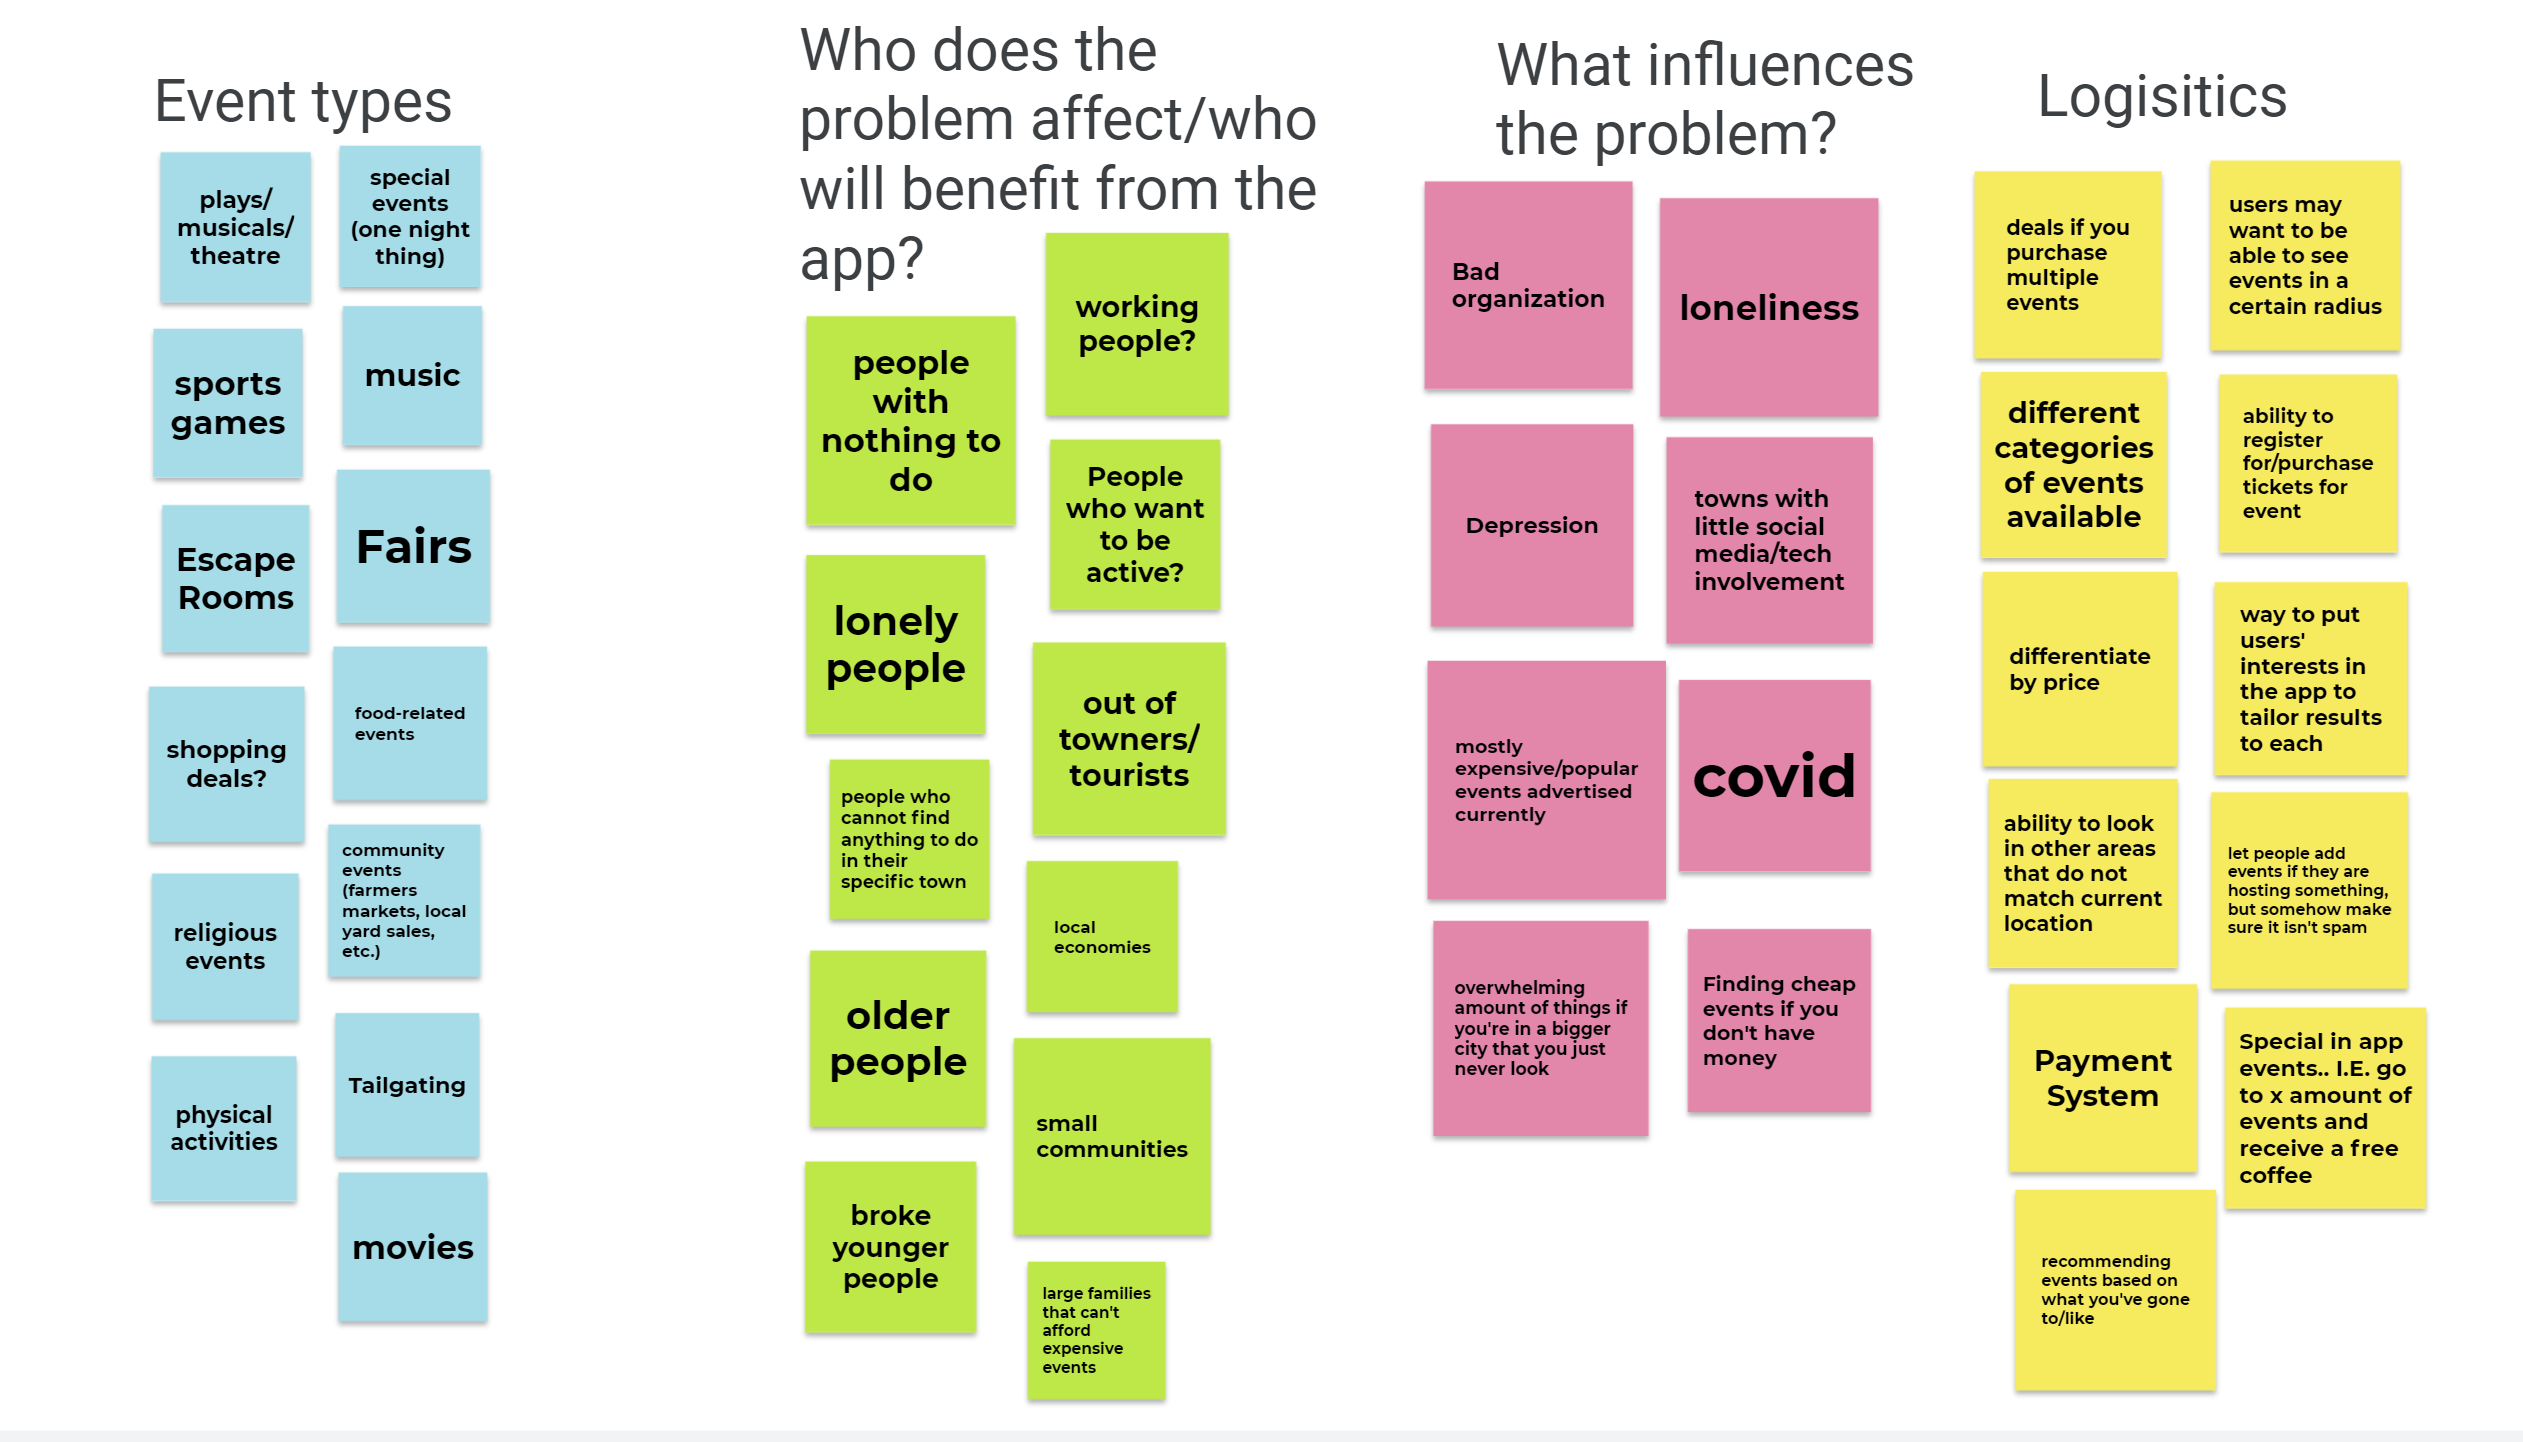 Event types
plays/
musicals/
theatre
special
events
(one night
thing)
sports
games
music
Escape
Rooms
Fairs
shopping
deals?
food-related
events
religious
events
community
events
(farmers
markets, local
yard sales,
etc.)
physical
activities
Tailgating
movies
Who does the
problem affect/who
will benefit from the
app?
working
people?
people
with
nothing to
do
People
who want
to be
active?
lonely
people
out of
towners/
tourists
people who
cannot find
anything to do
in their
specific town
local
economies
older
people
small
communities
broke
younger
people
large families
that can't
afford
expensive
events
What influences
the problem?
Bad
organization
loneliness
Depression
towns with
little social
media/tech
involvement
mostly
expensive/popular
events advertised
currently
covid
overwhelming
amount of things if
you're in a bigger
city that you just
never look
Finding cheap
events if you
don't have
money
Logisitics
deals if you
purchase
multiple
events
users may
want to be
able to see
events in a
certain radius
different
categories
of events
available
ability to
register
for/purchase
tickets for
event
differentiate
by price
way to put
users'
interests in
the app to
tailor results
to each
ability to look
in other areas
that do not
match current
location
let people add
events if they are
hosting something,
but somehow make
sure it isn't spam
Payment
System
Special in app
events.. I.E. go
to x amount of
events and
receive a free
coffee
recommending
events based on
what you've gone
to/like